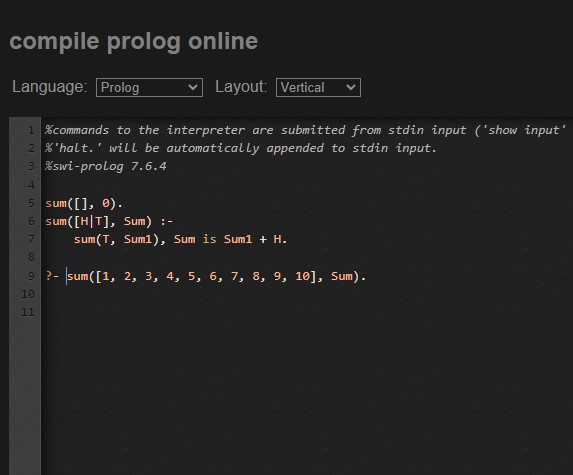 compile prolog online
Language: Prolog Layout: Vertical
1 %commands to the interpreter are submitted from stdin input ('show input'
2 %'halt.' will be automatically appended to stdin input.
3 %swi-prolog 7.6.4
4
5 sum([], 0).
6 sum([H|T], Sum) :-
7 sum(T, Sum1), Sum is Sum1 + H.
8
9 ?- sum([1, 2, 3, 4, 5, 6, 7, 8, 9, 10], Sum).
10
11